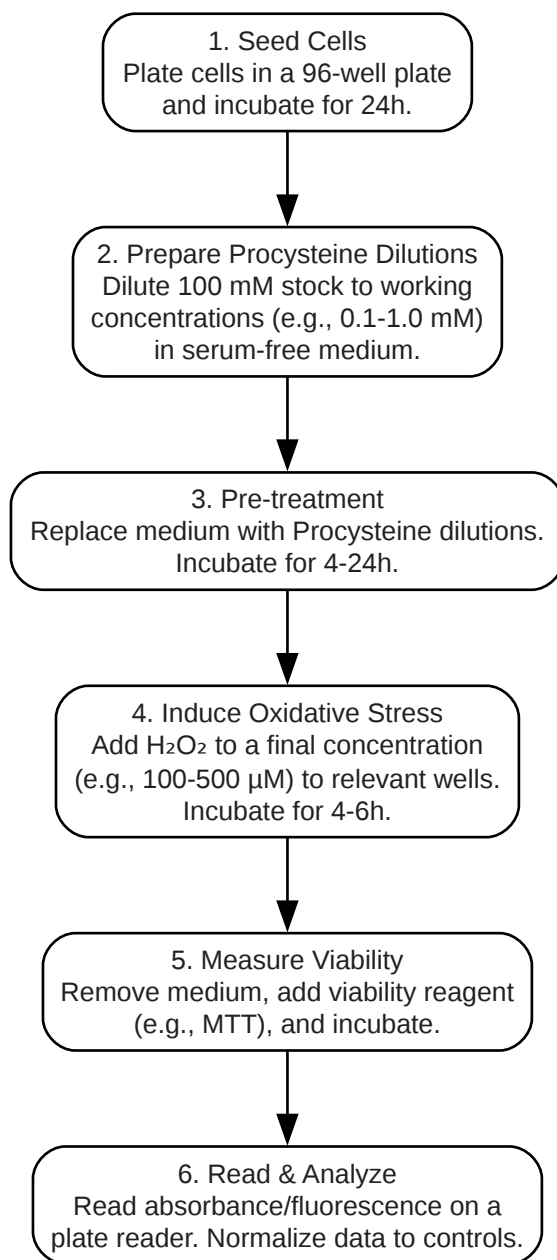 1. Seed Cells
Plate cells in a 96-well plate
and incubate for 24h.
2. Prepare Procysteine Dilutions
Dilute 100 mM stock to working
concentrations (e.g., 0.1-1.0 mM)
in serum-free medium.
3. Pre-treatment
Replace medium with Procysteine dilutions.
Incubate for 4-24h.
4. Induce Oxidative Stress
Add H₂O₂ to a final concentration
(e.g., 100-500 µM) to relevant wells.
Incubate for 4-6h.
5. Measure Viability
Remove medium, add viability reagent
(e.g., MTT), and incubate.
6. Read & Analyze
Read absorbance/fluorescence on a
plate reader. Normalize data to controls.